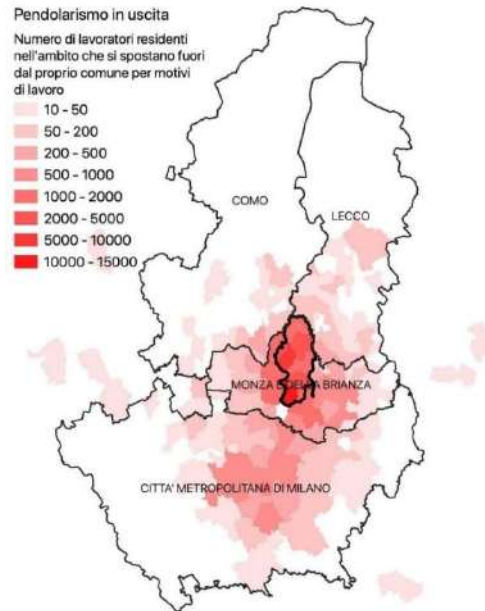 Pendolarismo in uscita
Numero di lavoratori residenti
nell'ambito che si spostano fuori
dal proprio comune per motivi
di lavoro
10 - 50
50 - 200
200 - 500
500 - 1000
1000 - 2000
2000 - 5000
5000 - 10000
10000 - 15000
COMO
LECCO
MONZA E DELLA BRIANZA
CITTA' METROPOLITANA DI MILANO